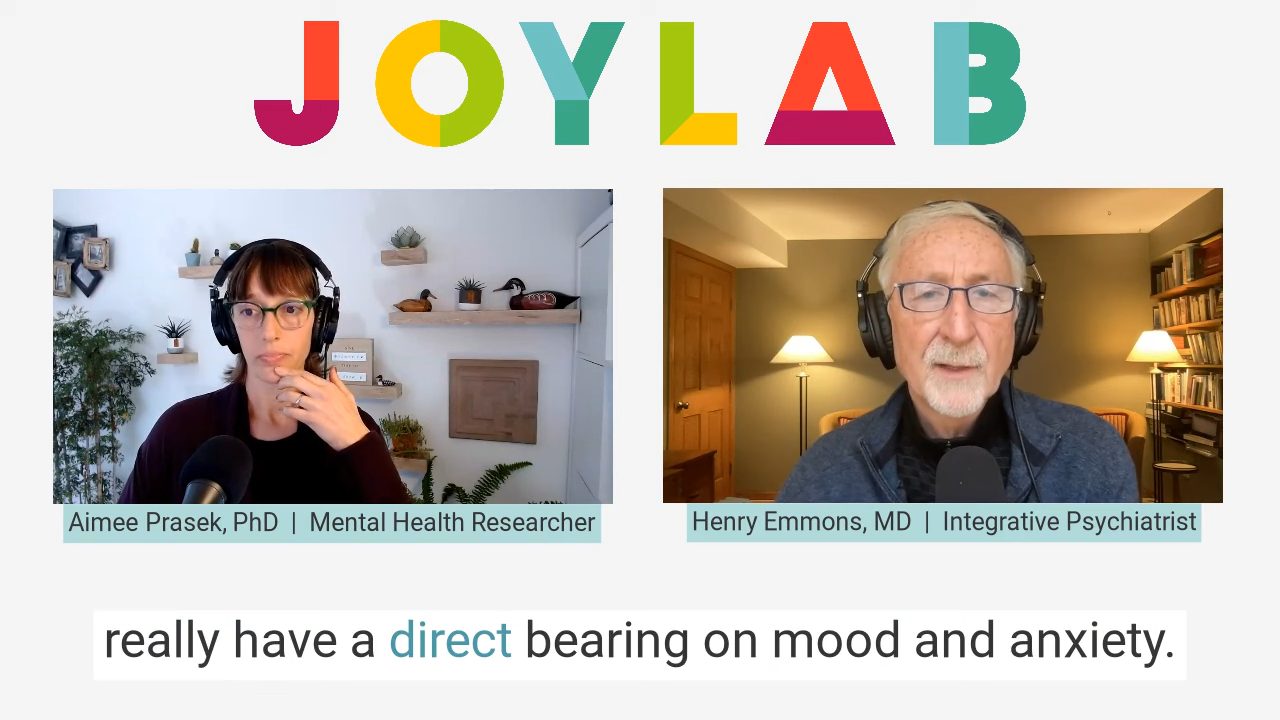 JOYLAB
Aimee Prasek, PhD | Mental Health Researcher
Henry Emmons, MD | Integrative Psychiatrist
really have a direct bearing on mood and anxiety.